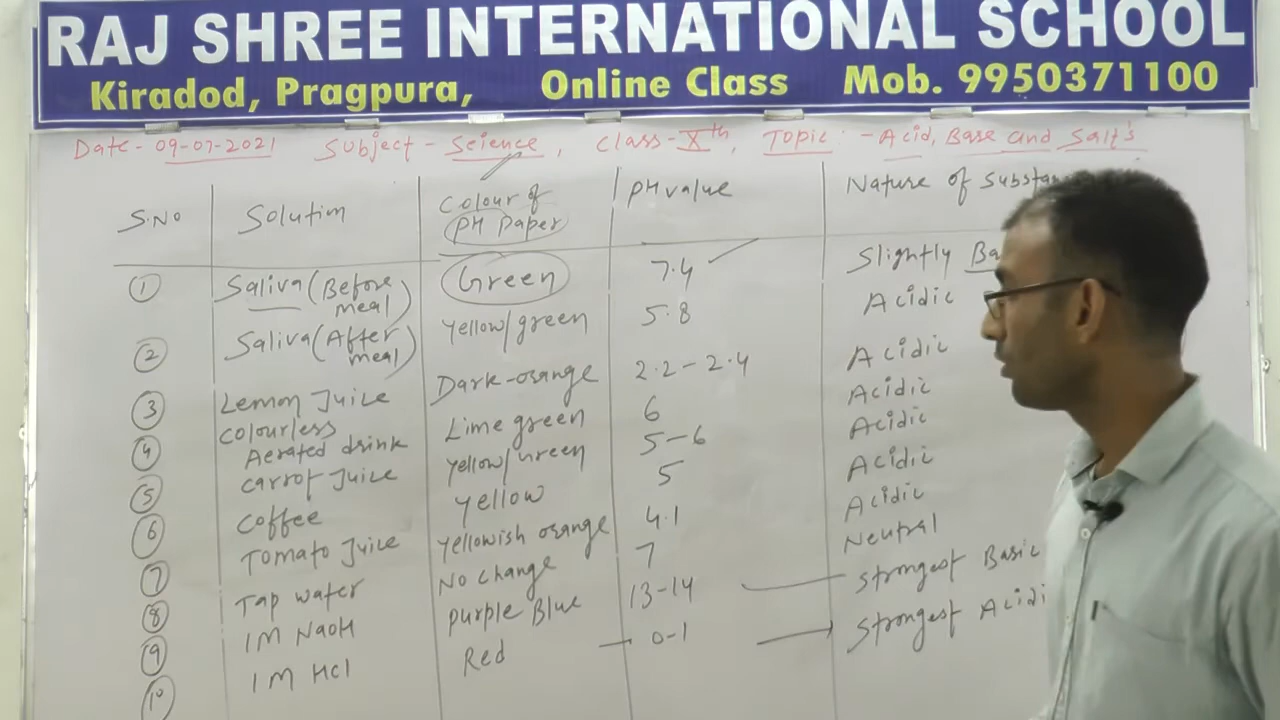 RAJ SHREE INTERNATIONAL SCHOOL
Kiradod, Pragpura, Online Class Mob. 9950371100
Date- 09-07-2021 Subject - Science, Class-Xth, Topic:- Acid, Base and Salt's
S.No Solution Colour of PH Paper PH value Nature of Substan
1 Saliva (Before meal) Green 7.4 Slightly Ba
2 Saliva (After meal) Yellow/green 5.8 Acidic
3 Lemon Juice Dark-orange 2.2-2.4 Acidic
4 Colourless Aerated drink Lime green 6 Acidic
5 Carrot Juice Yellow/ 5-6 Acidic
6 Coffee Yellow 5 Acidic
7 Tomato Juice Yellowish orange 4.1 Acidic
8 Tap water No change 7 Neutral
9 1M NaOH Purple Blue 13-14 Strongest Basic
10 1M HCl Red 0-1 Strongest Acidi